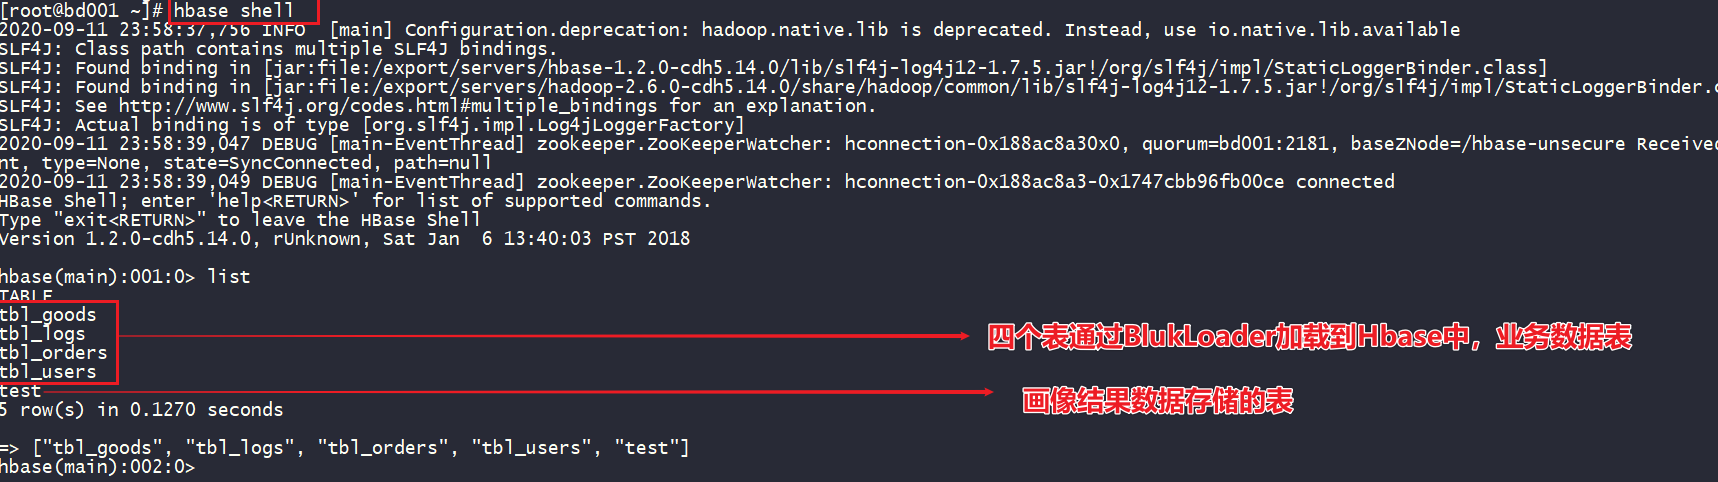 [root@bd001 ~]# hbase shell
2020-09-11 23:58:37,756 INFO  [main] Configuration.deprecation: hadoop.native.lib is deprecated. Instead, use io.native.lib.available
SLF4J: Class path contains multiple SLF4J bindings.
SLF4J: Found binding in [jar:file:/export/servers/hbase-1.2.0-cdh5.14.0/lib/slf4j-log4j12-1.7.5.jar!/org/slf4j/impl/StaticLoggerBinder.class]
SLF4J: Found binding in [jar:file:/export/servers/hadoop-2.6.0-cdh5.14.0/share/hadoop/common/lib/slf4j-log4j12-1.7.5.jar!/org/slf4j/impl/StaticLoggerBinder.c
SLF4J: See http://www.slf4j.org/codes.html#multiple_bindings for an explanation.
SLF4J: Actual binding is of type [org.slf4j.impl.Log4jLoggerFactory]
2020-09-11 23:58:39,047 DEBUG [main-EventThread] zookeeper.ZooKeeperWatcher: hconnection-0x188ac8a30x0, quorum=bd001:2181, baseZNode=/hbase-unsecure Received
nt, type=None, state=SyncConnected, path=null
2020-09-11 23:58:39,049 DEBUG [main-EventThread] zookeeper.ZooKeeperWatcher: hconnection-0x188ac8a3-0x1747cbb96fb00ce connected
HBase Shell; enter 'help<RETURN>' for list of supported commands.
Type "exit<RETURN>" to leave the HBase Shell
Version 1.2.0-cdh5.14.0, rUnknown, Sat Jan  6 13:40:03 PST 2018
hbase(main):001:0> list
TABLE
tbl_goods
tbl_logs
四个表通过BlukLoader加载到Hbase中，业务数据表
tbl_orders
tbl_users
test
画像结果数据存储的表
5 row(s) in 0.1270 seconds
=> ["tbl_goods", "tbl_logs", "tbl_orders", "tbl_users", "test"]
hbase(main):002:0>